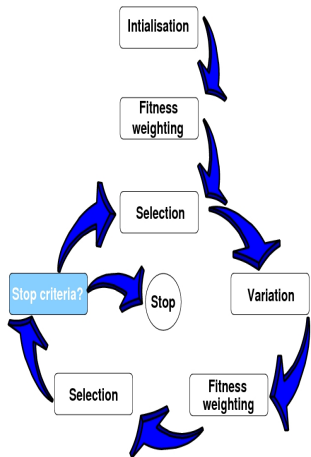 Intialisation
Fitness
weighting
Selection
Variation
Fitness
weighting
Selection
Stop criteria?
Stop